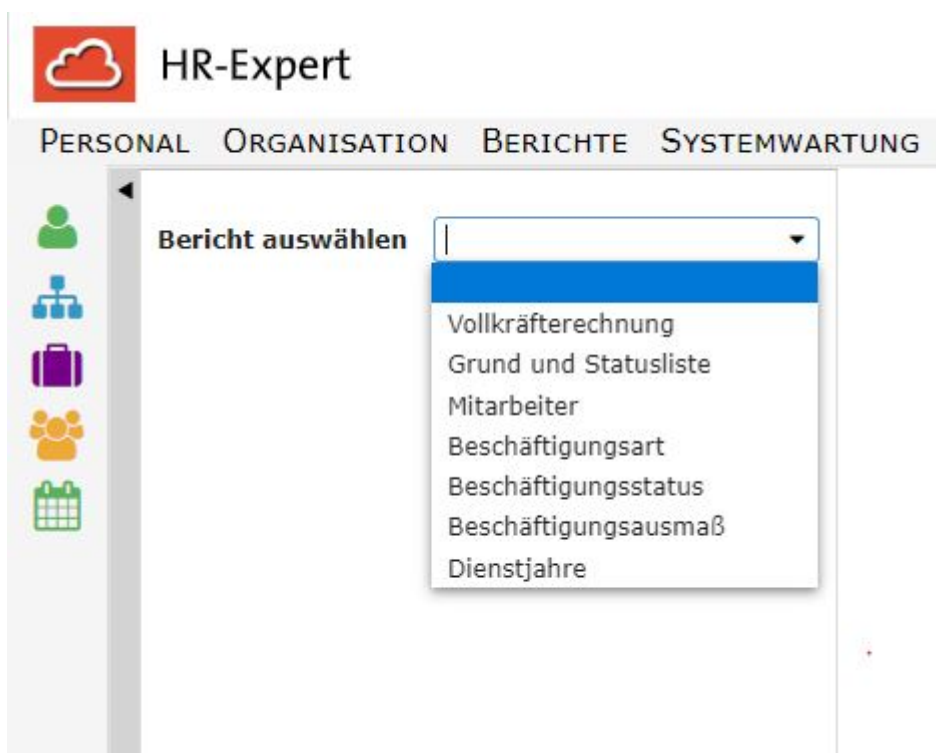 HR-Expert
PERSONAL ORGANISATION BERICHTE SYSTEMWARTUNG
Bericht auswählen
Vollkräfterechnung
Grund und Statusliste
Mitarbeiter
Beschäftigungsart
Beschäftigungsstatus
Beschäftigungsausmaß
Dienstjahre